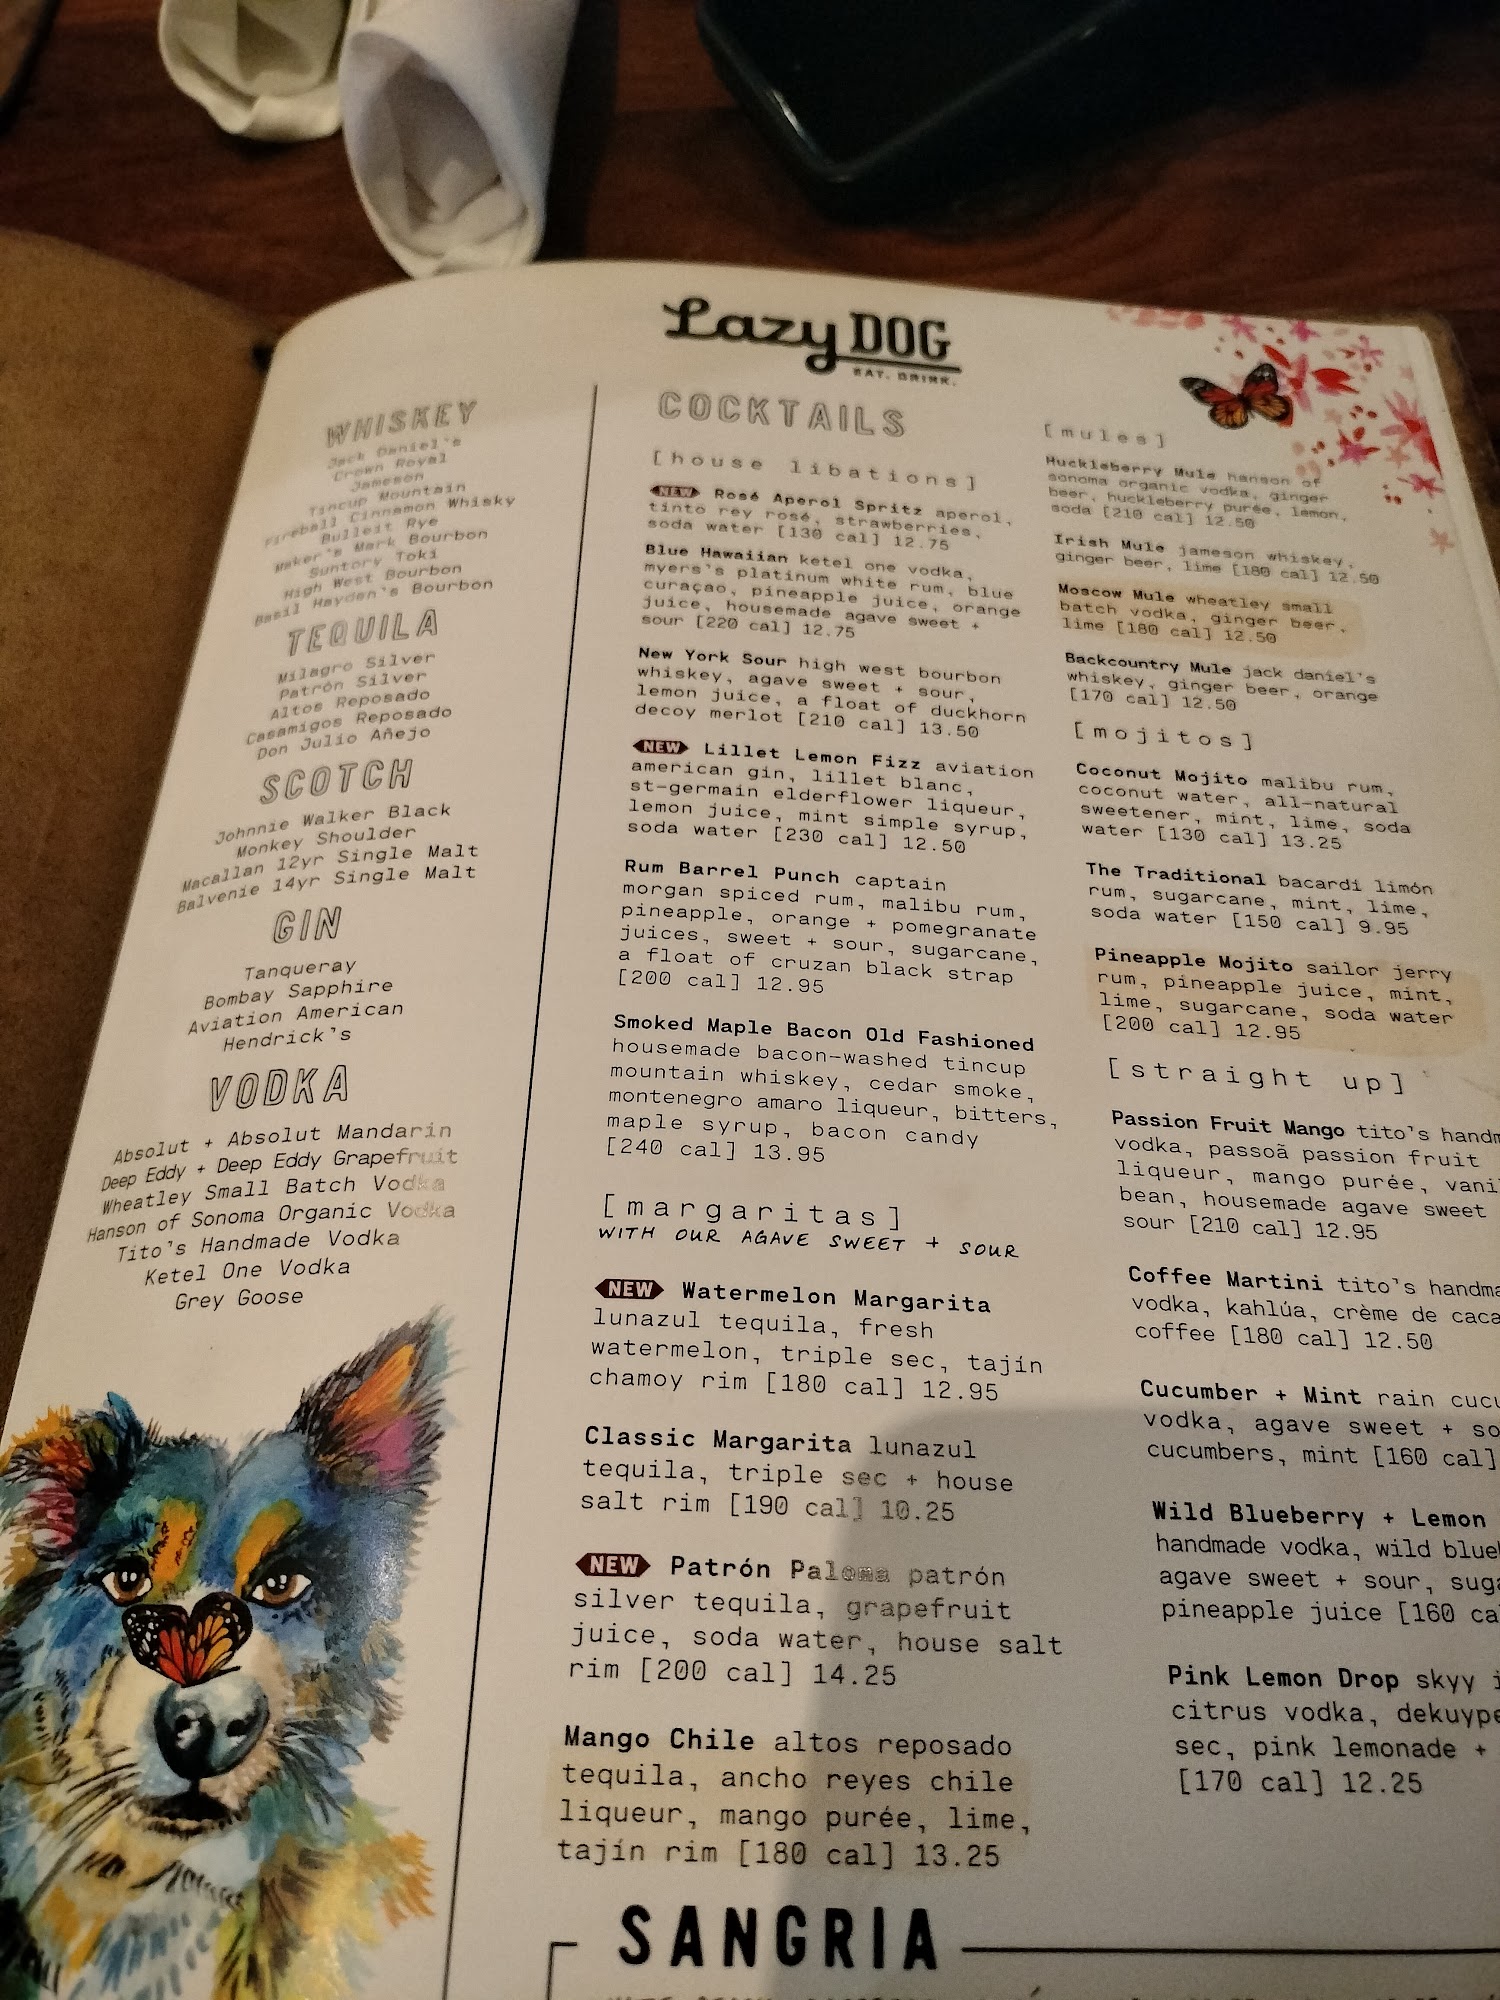 Lazy DOG
EAT. DRINK.
WHISKEY
Jack Daniel's
Crown Royal
Jameson
Tincup Mountain
Fireball Cinnamon Whisky
Bulleit Rye
Maker's Mark Bourbon
Suntory Toki
High West Bourbon
Basil Hayden's Bourbon
TEQUILA
Milagro Silver
Patrón Silver
Altos Reposado
Casamigos Reposado
Don Julio Añejo
SCOTCH
Johnnie Walker Black
Monkey Shoulder
Macallan 12yr Single Malt
Balvenie 14yr Single Malt
GIN
Tanqueray
Bombay Sapphire
Aviation American
Hendrick's
VODKA
Absolut + Absolut Mandarin
Deep Eddy + Deep Eddy Grapefruit
Wheatley Small Batch Vodka
Hanson of Sonoma Organic Vodka
Tito's Handmade Vodka
Ketel One Vodka
Grey Goose
COCKTAILS
[house libations]
NEW Rosé Aperol Spritz aperol,
tinto rey rosé, strawberries,
soda water [130 cal] 12.75
Blue Hawaiian ketel one vodka,
myers's platinum white rum, blue
curaçao, pineapple juice, orange
juice, housemade agave sweet +
sour [220 cal] 12.75
New York Sour high west bourbon
whiskey, agave sweet + sour,
lemon juice, a float of duckhorn
decoy merlot [210 cal] 13.50
NEW Lillet Lemon Fizz aviation
american gin, lillet blanc,
st-germain elderflower liqueur,
lemon juice, mint simple syrup,
soda water [230 cal] 12.50
Rum Barrel Punch captain
morgan spiced rum, malibu rum,
pineapple, orange + pomegranate
juices, sweet + sour, sugarcane,
a float of cruzan black strap
[200 cal] 12.95
Smoked Maple Bacon Old Fashioned
housemade bacon-washed tincup
mountain whiskey, cedar smoke,
montenegro amaro liqueur, bitters,
maple syrup, bacon candy
[240 cal] 13.95
[margaritas]
WITH OUR AGAVE SWEET + SOUR
NEW Watermelon Margarita
lunazul tequila, fresh
watermelon, triple sec, tajín
chamoy rim [180 cal] 12.95
Classic Margarita lunazul
tequila, triple sec + house
salt rim [190 cal] 10.25
NEW Patrón Paloma patrón
silver tequila, grapefruit
juice, soda water, house salt
rim [200 cal] 14.25
Mango Chile altos reposado
tequila, ancho reyes chile
liqueur, mango purée, lime,
tajín rim [180 cal] 13.25
[mules]
Huckleberry Mule hanson of
sonoma organic vodka, ginger
beer, huckleberry purée, lemon,
soda [210 cal] 12.50
Irish Mule jameson whiskey,
ginger beer, lime [180 cal] 12.50
Moscow Mule wheatley small
batch vodka, ginger beer,
lime [180 cal] 12.50
Backcountry Mule jack daniel's
whiskey, ginger beer, orange
[170 cal] 12.50
[mojitos]
Coconut Mojito malibu rum,
coconut water, all-natural
sweetener, mint, lime, soda
water [130 cal] 13.25
The Traditional bacardi limón
rum, sugarcane, mint, lime,
soda water [150 cal] 9.95
Pineapple Mojito sailor jerry
rum, pineapple juice, mint,
lime, sugarcane, soda water
[200 cal] 12.95
[straight up]
Passion Fruit Mango tito's handm
vodka, passoã passion fruit
liqueur, mango purée, vani
bean, housemade agave sweet
sour [210 cal] 12.95
Coffee Martini tito's handma
vodka, kahlúa, crème de caca
coffee [180 cal] 12.50
Cucumber + Mint rain cucu
vodka, agave sweet + so
cucumbers, mint [160 cal]
Wild Blueberry + Lemon
handmade vodka, wild blue
agave sweet + sour, suga
pineapple juice [160 ca
Pink Lemon Drop skyy i
citrus vodka, dekuype
sec, pink lemonade +
[170 cal] 12.25
SANGRIA